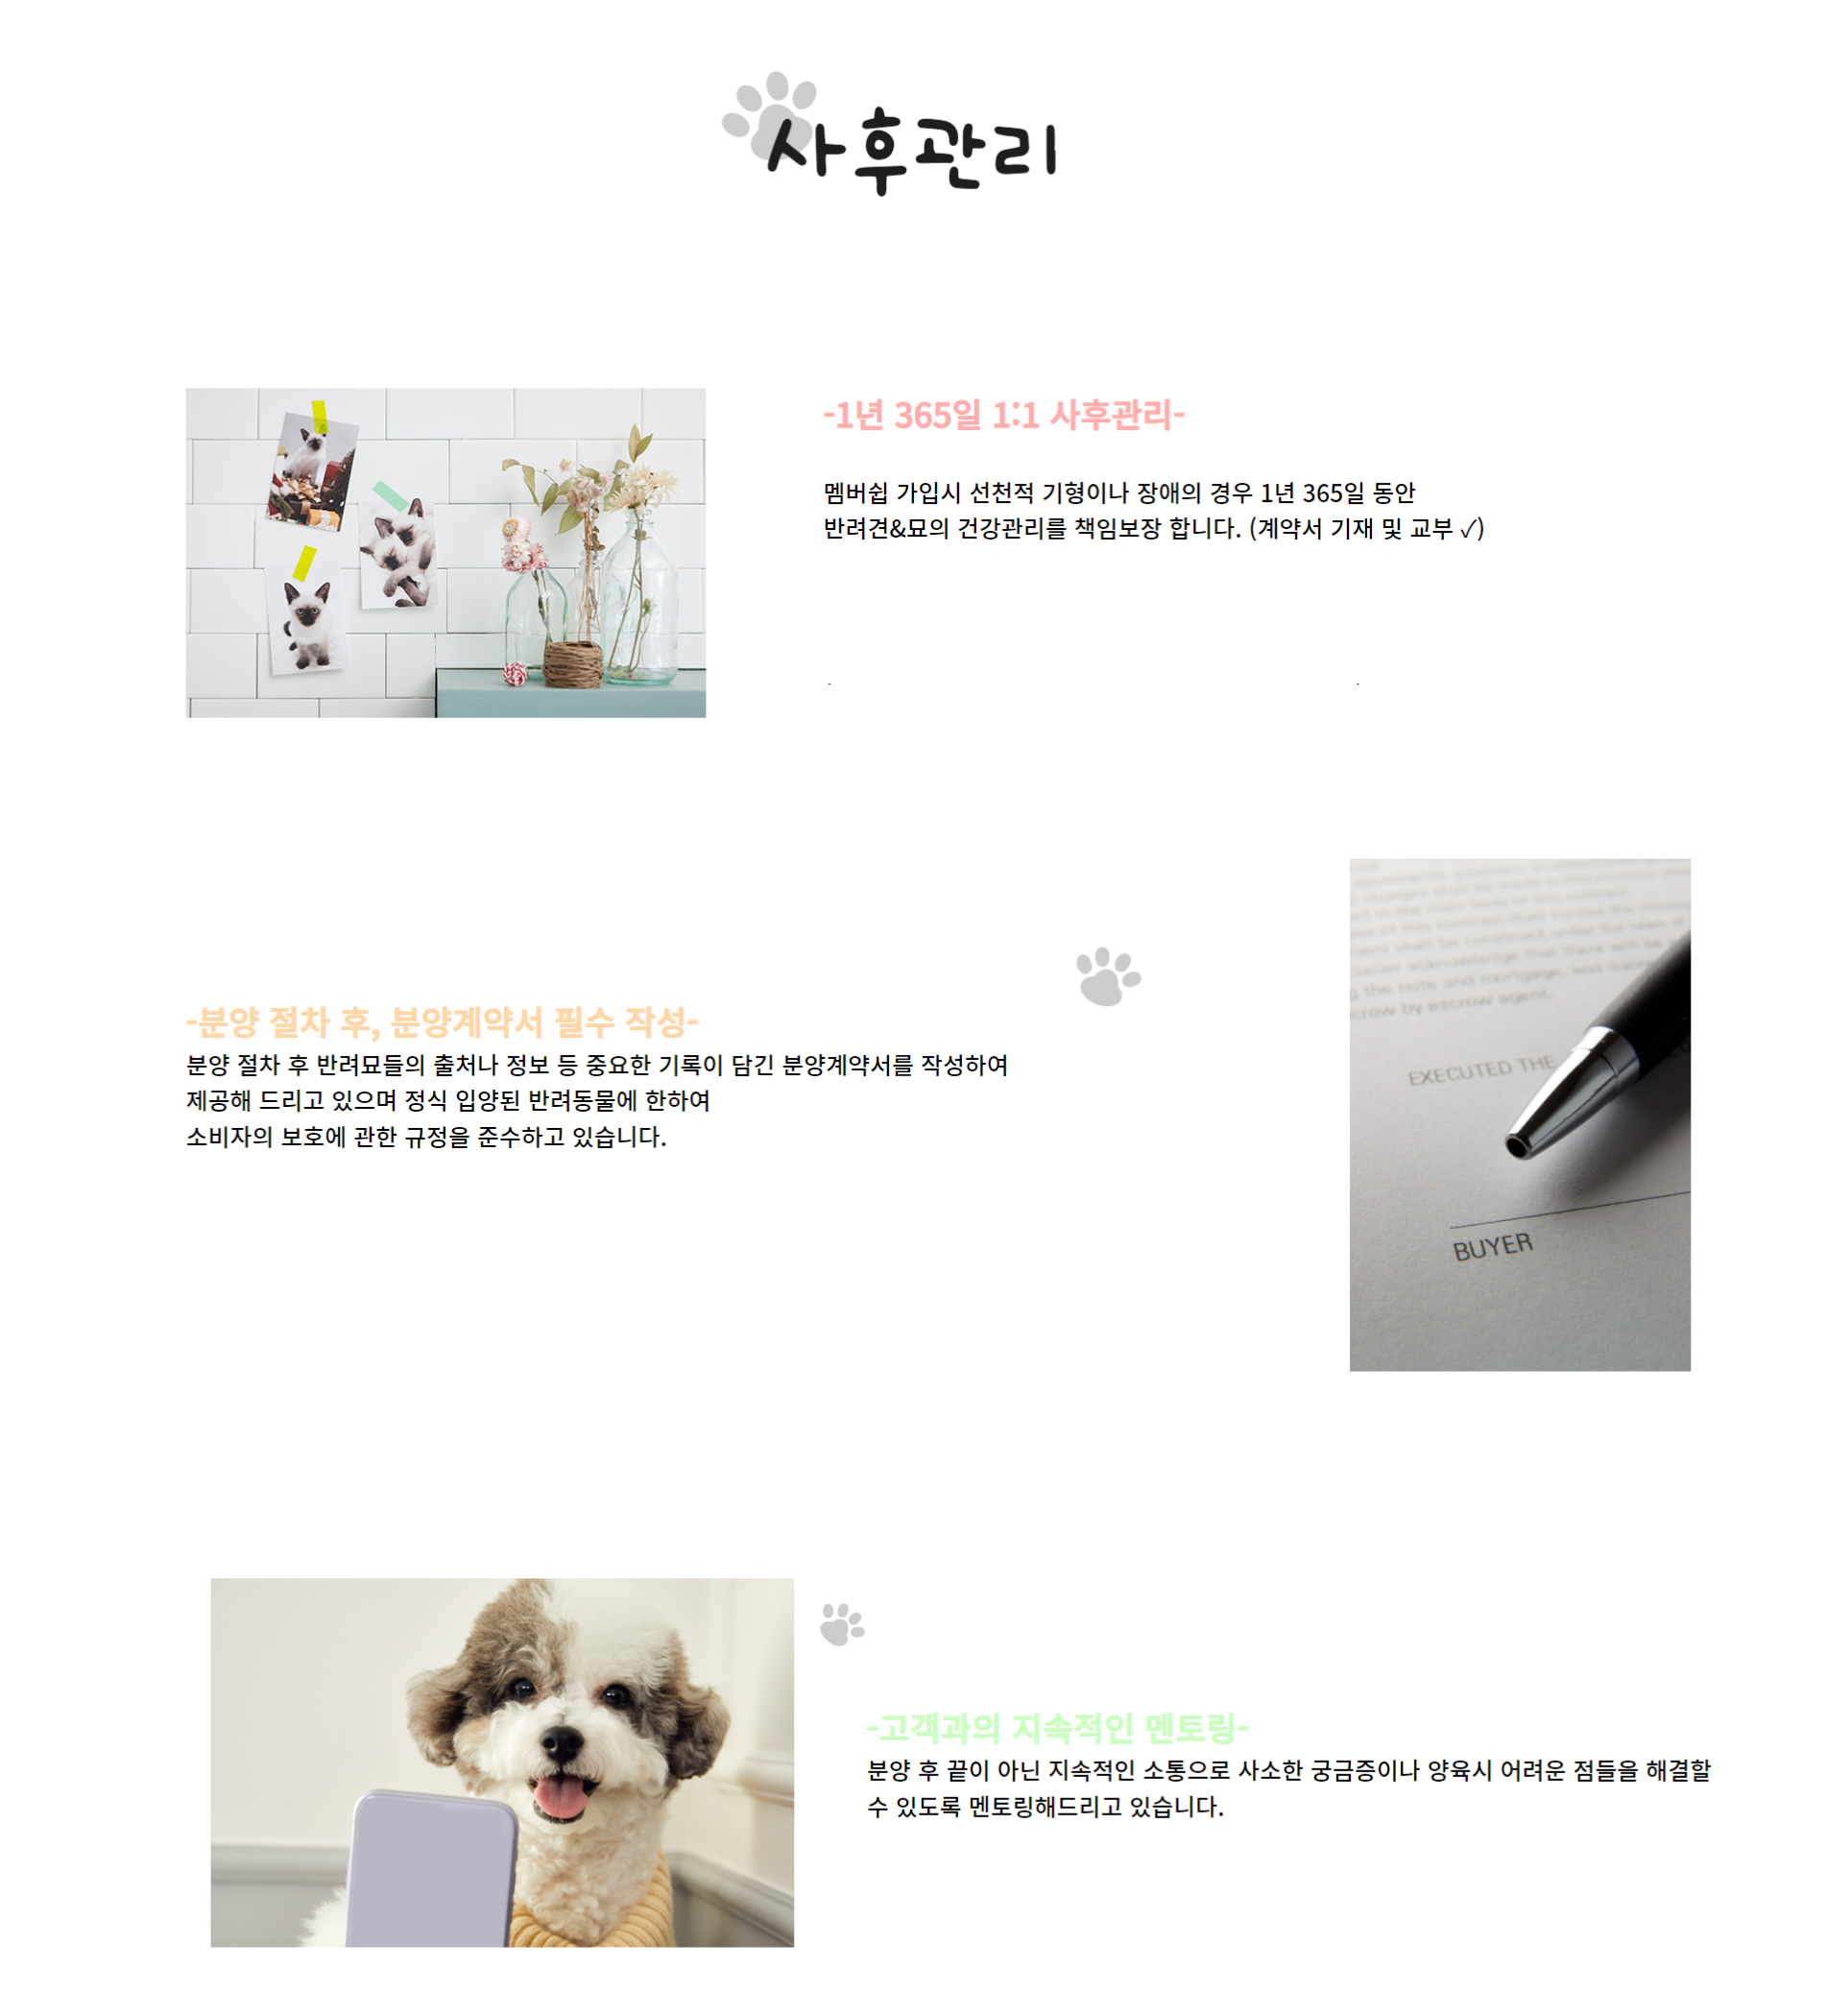 사후관리
-1년 365일 1:1 사후관리-
멤버쉽 가입시 선천적 기형이나 장애의 경우 1년 365일 동안
반려견&묘의 건강관리를 책임보장 합니다. (계약서 기재 및 교부 ✓)
-분양 절차 후, 분양계약서 필수 작성-
분양 절차 후 반려묘들의 출처나 정보 등 중요한 기록이 담긴 분양계약서를 작성하여
제공해 드리고 있으며 정식 입양된 반려동물에 한하여
소비자의 보호에 관한 규정을 준수하고 있습니다.
the note and mortgage, and
crow by escrow agent.
EXECUTED THE
BUYER
-고객과의 지속적인 멘토링-
분양 후 끝이 아닌 지속적인 소통으로 사소한 궁금증이나 양육시 어려운 점들을 해결할
수 있도록 멘토링해드리고 있습니다.